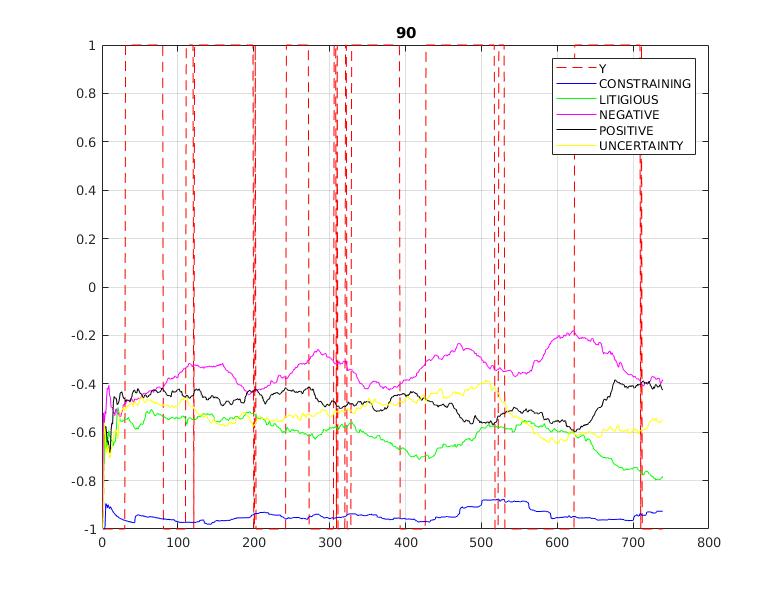 90
1
0.8
0.6
0.4
0.2
0
-0.2
-0.4
-0.6
-0.8
-1
Y
CONSTRAINING
LITIGIOUS
NEGATIVE
POSITIVE
UNCERTAINTY
0 100 200 300 400 500 600 700 800